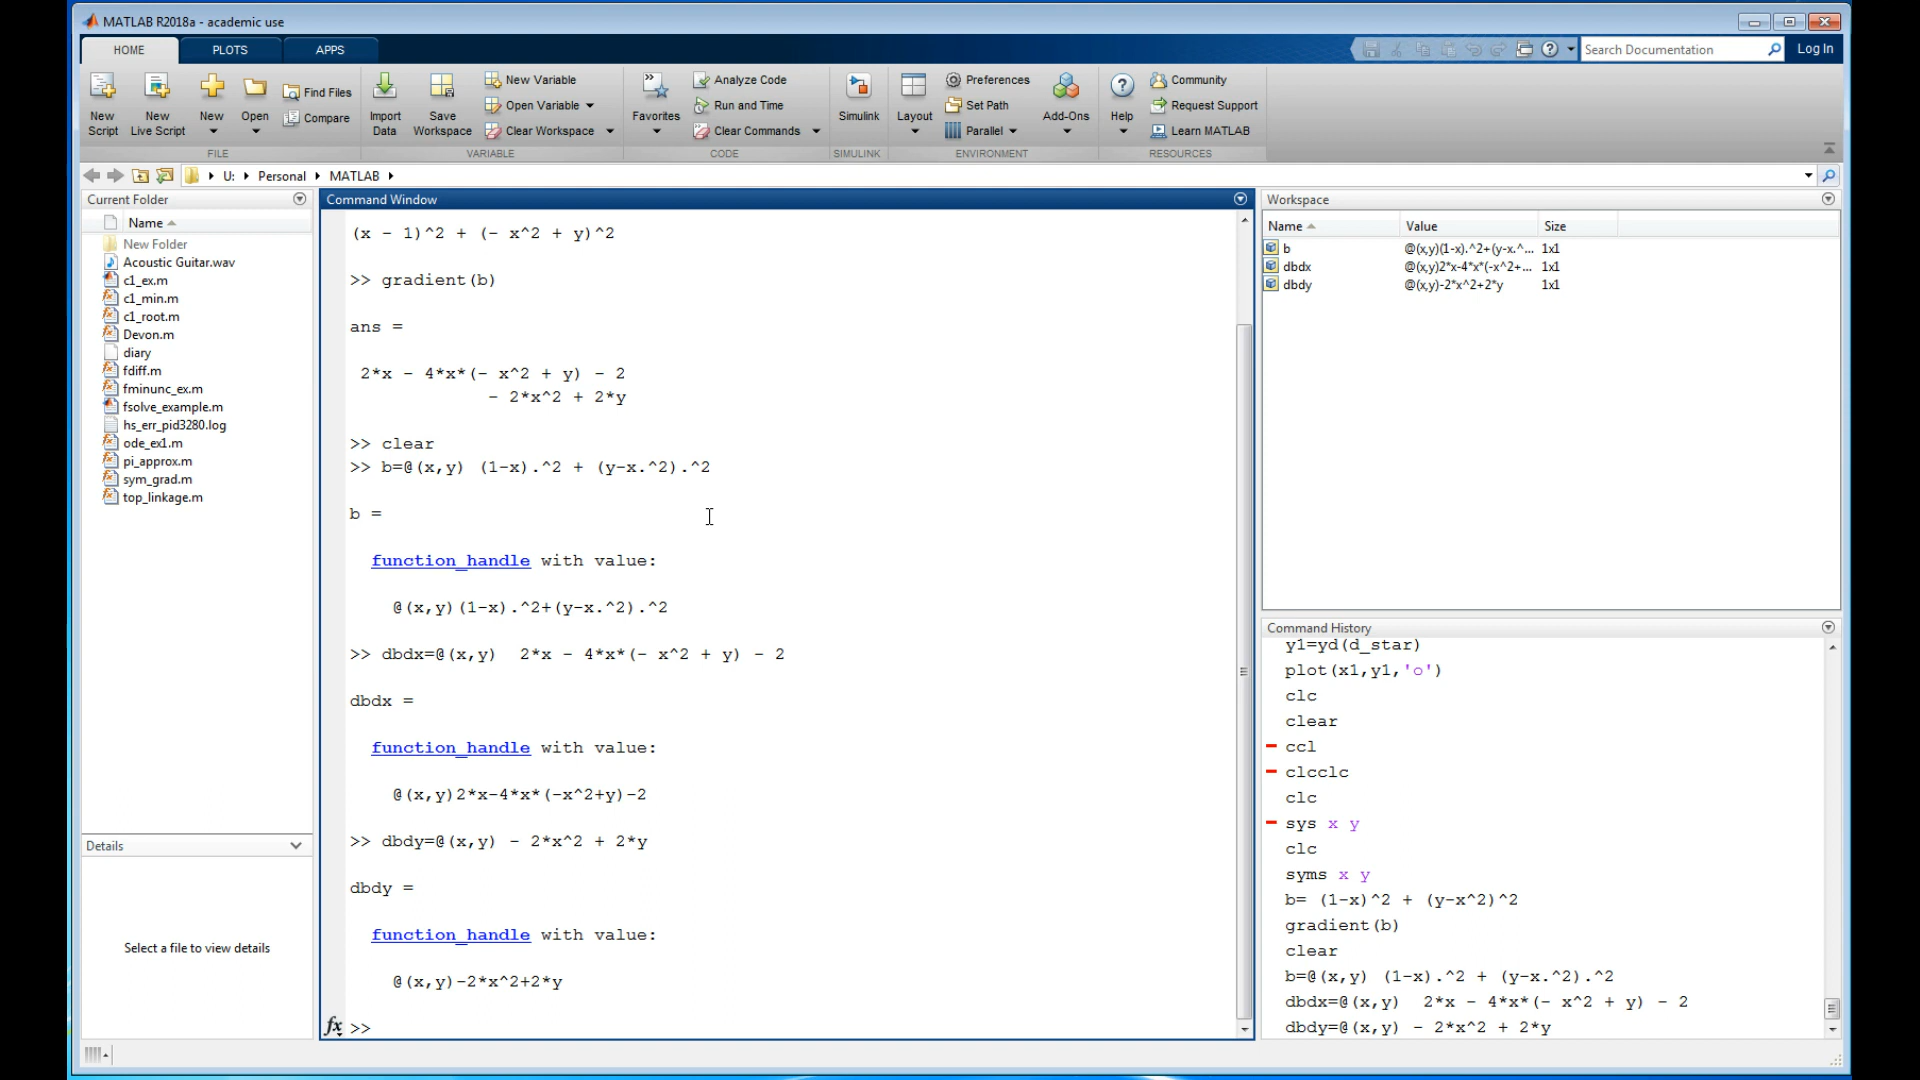 MATLAB R2018a - academic use
HOME PLOTS APPS
Search Documentation
Log In
New Script
New Live Script
New
Open
Find Files
Compare
Import Data
Save Workspace
New Variable
Open Variable
Clear Workspace
Favorites
Analyze Code
Run and Time
Clear Commands
Simulink
Layout
Preferences
Set Path
Parallel
Add-Ons
Help
Community
Request Support
Learn MATLAB
FILE VARIABLE CODE SIMULINK ENVIRONMENT RESOURCES
U: Personal MATLAB
Current Folder
Name
New Folder
Acoustic Guitar.wav
c1_ex.m
c1_min.m
c1_root.m
Devon.m
diary
fdiff.m
fminunc_ex.m
fsolve_example.m
hs_err_pid3280.log
ode_ex1.m
pi_approx.m
sym_grad.m
top_linkage.m
Details
Select a file to view details
Command Window
(x - 1)^2 + (- x^2 + y)^2
>> gradient(b)
ans =
2*x - 4*x*(- x^2 + y) - 2
- 2*x^2 + 2*y
>> clear
>> b=@(x,y) (1-x).^2 + (y-x.^2).^2
b =
function_handle with value:
@(x,y)(1-x).^2+(y-x.^2).^2
>> dbdx=@(x,y)  2*x - 4*x*(- x^2 + y) - 2
dbdx =
function_handle with value:
@(x,y)2*x-4*x*(-x^2+y)-2
>> dbdy=@(x,y) - 2*x^2 + 2*y
dbdy =
function_handle with value:
@(x,y)-2*x^2+2*y
fx >>
Workspace
Name Value Size
b @(x,y)(1-x).^2+(y-x.^... 1x1
dbdx @(x,y)2*x-4*x*(-x^2+... 1x1
dbdy @(x,y)-2*x^2+2*y 1x1
Command History
y1=yd(d_star)
plot(x1,y1,'o')
clc
clear
ccl
clcclc
clc
sys x y
clc
syms x y
b= (1-x)^2 + (y-x^2)^2
gradient(b)
clear
b=@(x,y) (1-x).^2 + (y-x.^2).^2
dbdx=@(x,y)  2*x - 4*x*(- x^2 + y) - 2
dbdy=@(x,y) - 2*x^2 + 2*y